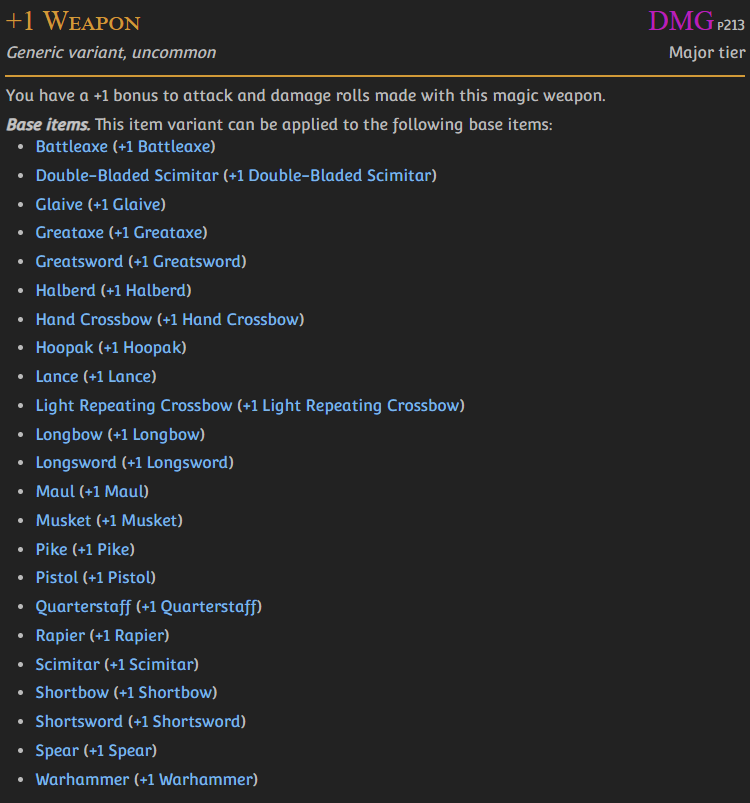 +1 Weapon
DMG P213
Generic variant, uncommon
Major tier
You have a +1 bonus to attack and damage rolls made with this magic weapon.
Base items. This item variant can be applied to the following base items:
• Battleaxe (+1 Battleaxe)
• Double-Bladed Scimitar (+1 Double-Bladed Scimitar)
• Glaive (+1 Glaive)
• Greataxe (+1 Greataxe)
• Greatsword (+1 Greatsword)
• Halberd (+1 Halberd)
• Hand Crossbow (+1 Hand Crossbow)
• Hoopak (+1 Hoopak)
• Lance (+1 Lance)
• Light Repeating Crossbow (+1 Light Repeating Crossbow)
• Longbow (+1 Longbow)
• Longsword (+1 Longsword)
• Maul (+1 Maul)
• Musket (+1 Musket)
• Pike (+1 Pike)
• Pistol (+1 Pistol)
• Quarterstaff (+1 Quarterstaff)
• Rapier (+1 Rapier)
• Scimitar (+1 Scimitar)
• Shortbow (+1 Shortbow)
• Shortsword (+1 Shortsword)
• Spear (+1 Spear)
• Warhammer (+1 Warhammer)